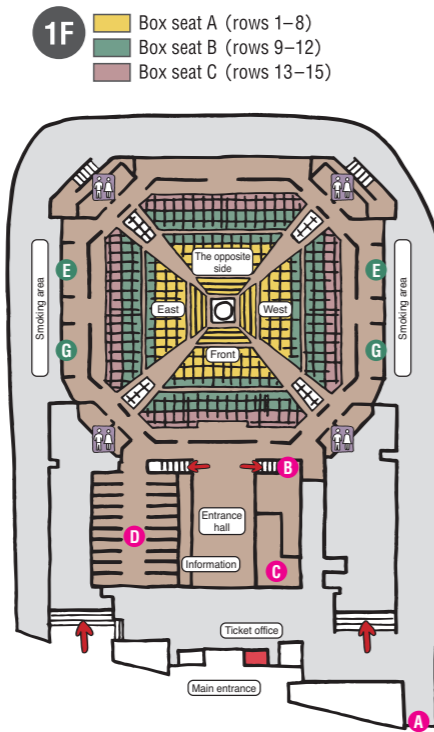 1F
Box seat A (rows 1–8)
Box seat B (rows 9–12)
Box seat C (rows 13–15)
E
E
Smoking area
Smoking area
The opposite
side
East
West
Front
G
G
B
D
Entrance
hall
Information
C
Ticket office
Main entrance
A